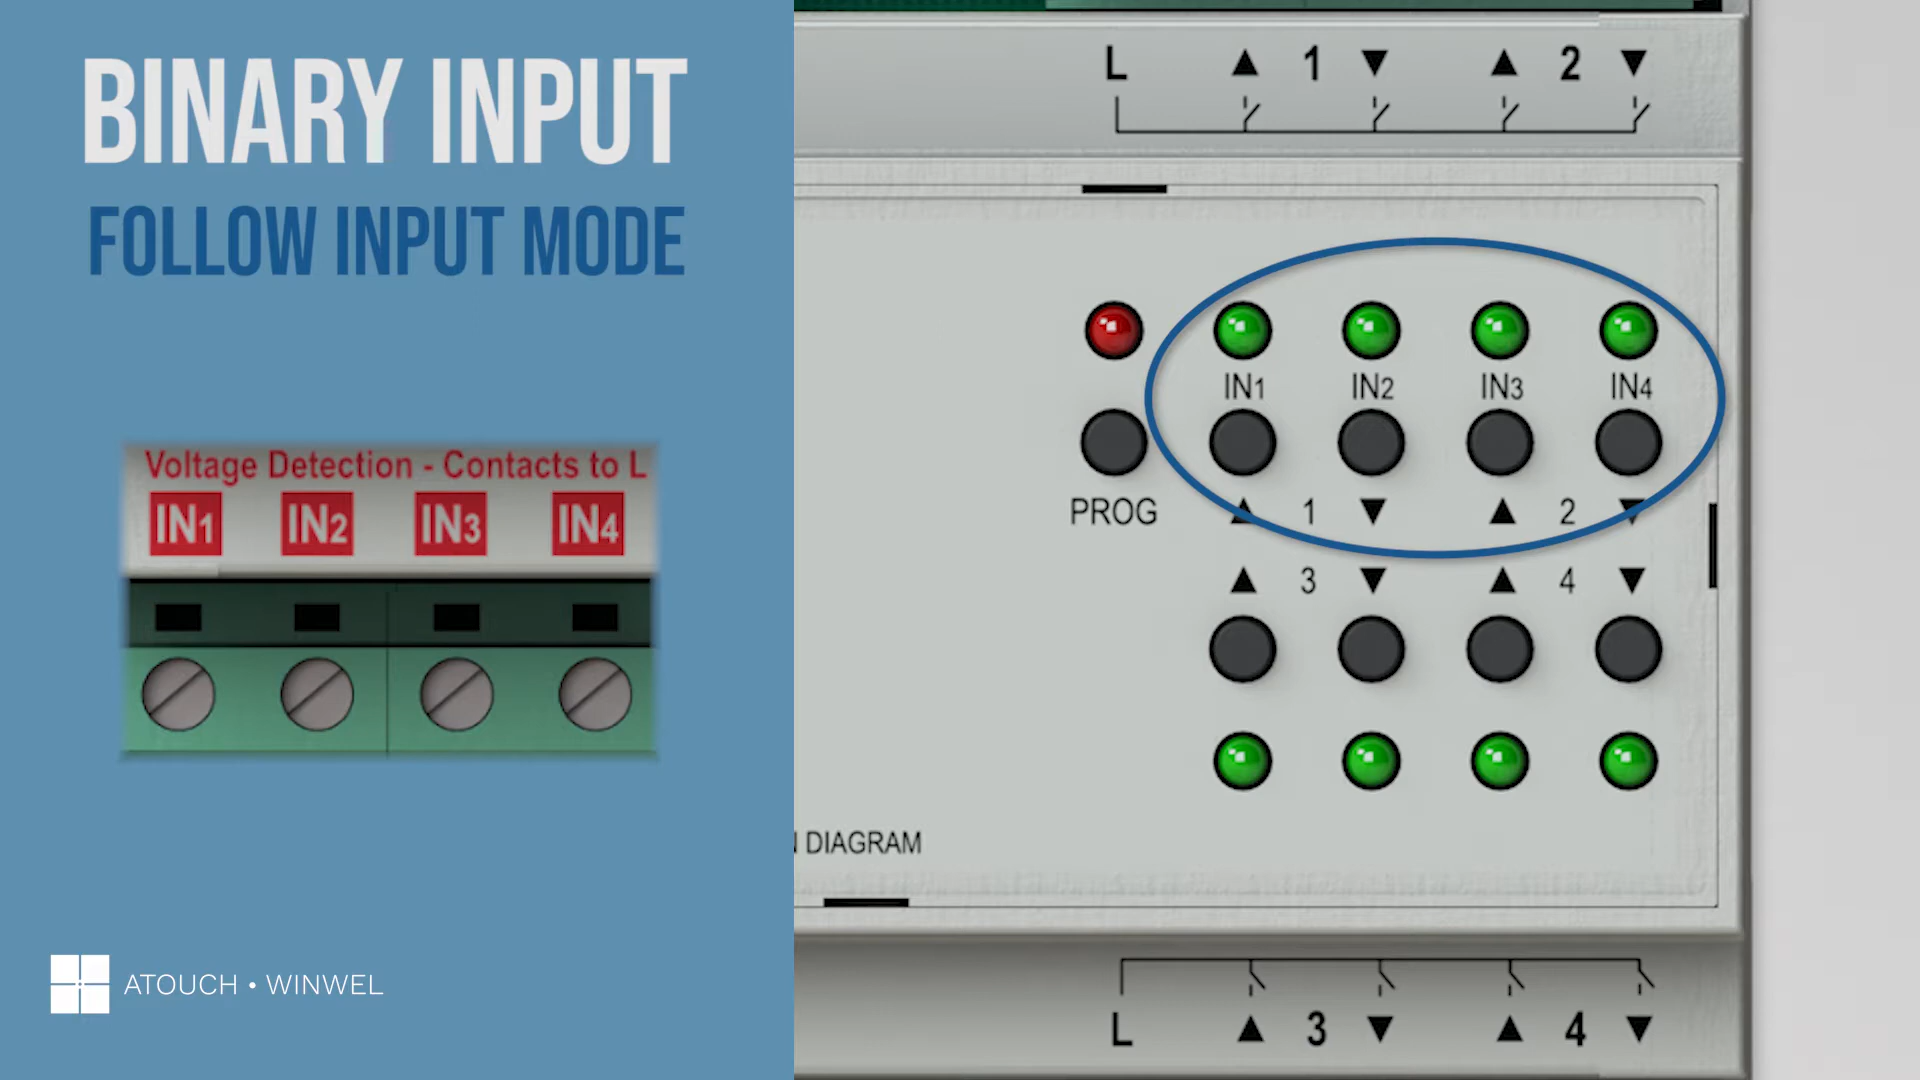 BINARY INPUT
FOLLOW INPUT MODE
Voltage Detection - Contacts to L
IN1 IN2 IN3 IN4
ATOUCH • WINWEL
L ▲ 1 ▼ ▲ 2 ▼
IN1 IN2 IN3 IN4
PROG ▲ 1 ▼ ▲ 2 ▼
▲ 3 ▼ ▲ 4 ▼
DIAGRAM
L ▲ 3 ▼ ▲ 4 ▼